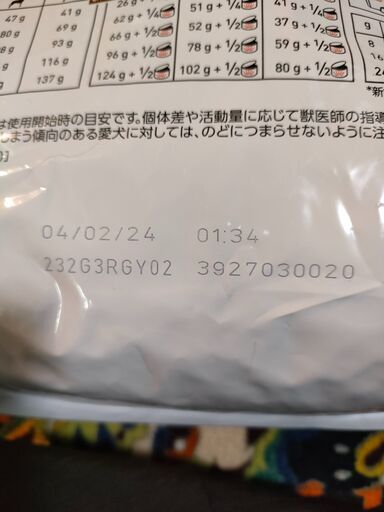 47 g 41 g 62 g + 1/4 51 g + 1/4 41 g + 1/4
80 g 69 g 66 g + 1/2 52 g + 1/2 37 g + 1/2
93 g 96 g + 1/2 78 g + 1/2 59 g + 1/2
116 g 124 g + 1/2 102 g + 1/2 80 g + 1/2
137 g
は使用開始時の目安です。個体差や活動量に応じて獣医師の指導
しまう傾向のある愛犬に対しては、のどにつまらせないように注
04/02/24 01:34
232G3RGY02 3927030020